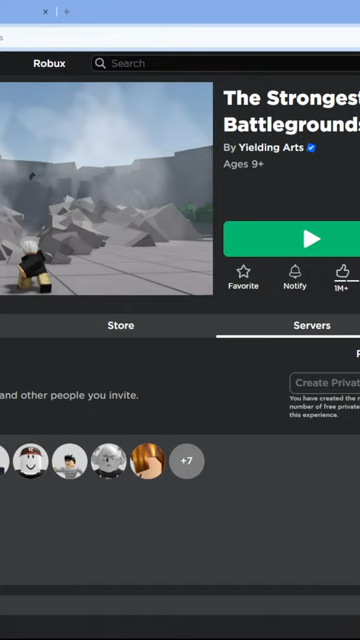 s
Robux
Search
The Strongest
Battlegrounds
By Yielding Arts
Ages 9+
Favorite
Notify
1M+
Store
Servers
P
and other people you invite.
Create Privat
You have created the m
number of free private
this experience.
+7